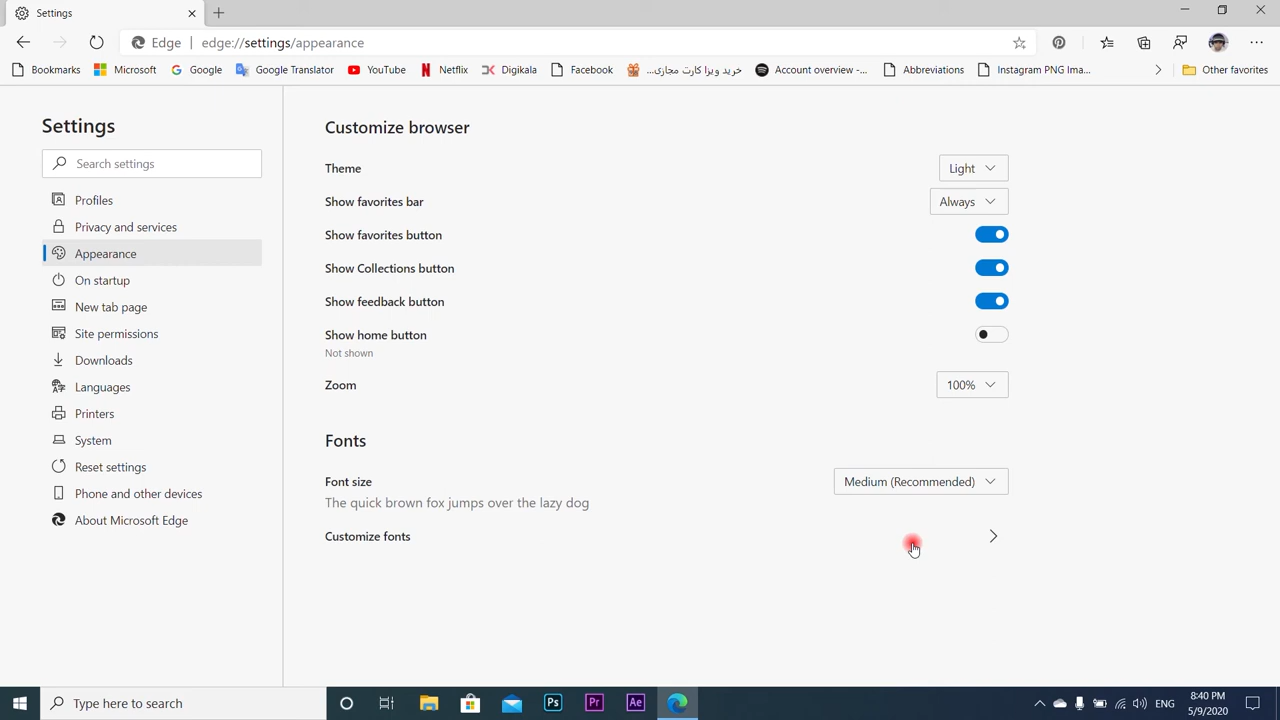 Settings
Edge | edge://settings/appearance
Bookmarks Microsoft Google Google Translator YouTube Netflix Digikala Facebook خرید ویزا کارت مجازی... Account overview -... Abbreviations Instagram PNG Ima... Other favorites
Settings
Search settings
Profiles
Privacy and services
Appearance
On startup
New tab page
Site permissions
Downloads
Languages
Printers
System
Reset settings
Phone and other devices
About Microsoft Edge
Customize browser
Theme Light
Show favorites bar Always
Show favorites button
Show Collections button
Show feedback button
Show home button
Not shown
Zoom 100%
Fonts
Font size Medium (Recommended)
The quick brown fox jumps over the lazy dog
Customize fonts
Type here to search Ps Pr Ae ENG 8:40 PM
5/9/2020